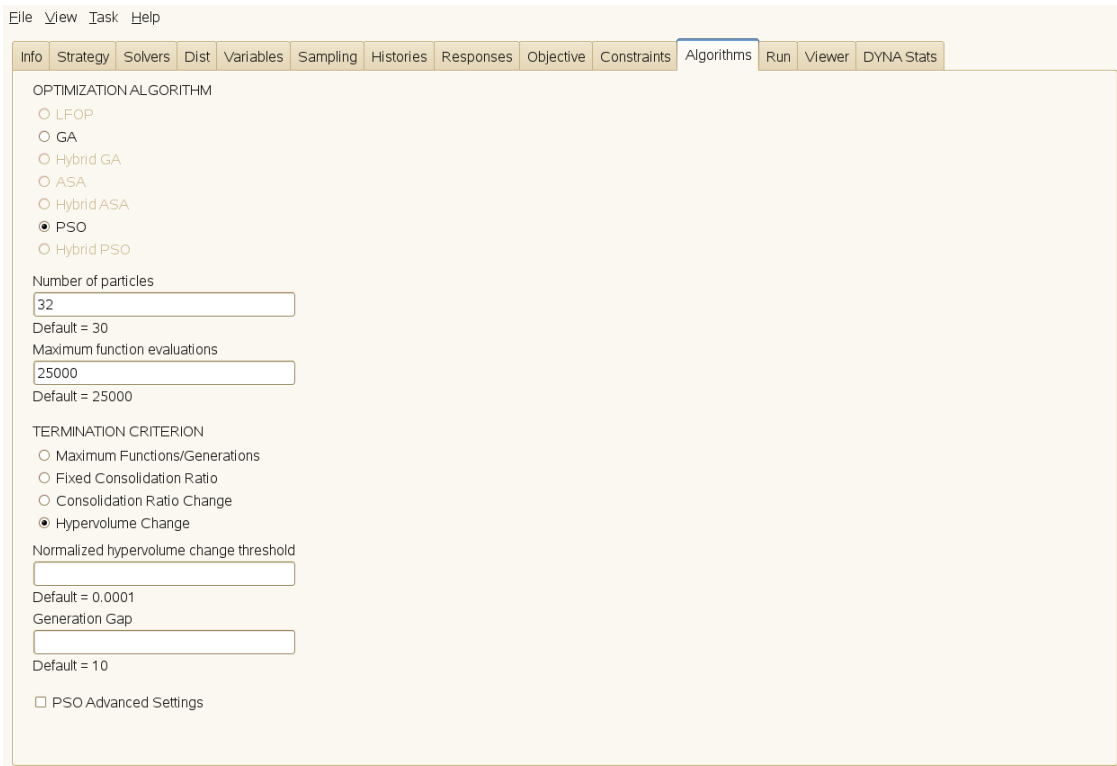 File View Task Help
Info Strategy Solvers Dist Variables Sampling Histories Responses Objective Constraints Algorithms Run Viewer DYNA Stats
OPTIMIZATION ALGORITHM
LFOP
GA
Hybrid GA
ASA
Hybrid ASA
PSO
Hybrid PSO
Number of particles
32
Default = 30
Maximum function evaluations
25000
Default = 25000
TERMINATION CRITERION
Maximum Functions/Generations
Fixed Consolidation Ratio
Consolidation Ratio Change
Hypervolume Change
Normalized hypervolume change threshold
Default = 0.0001
Generation Gap
Default = 10
PSO Advanced Settings